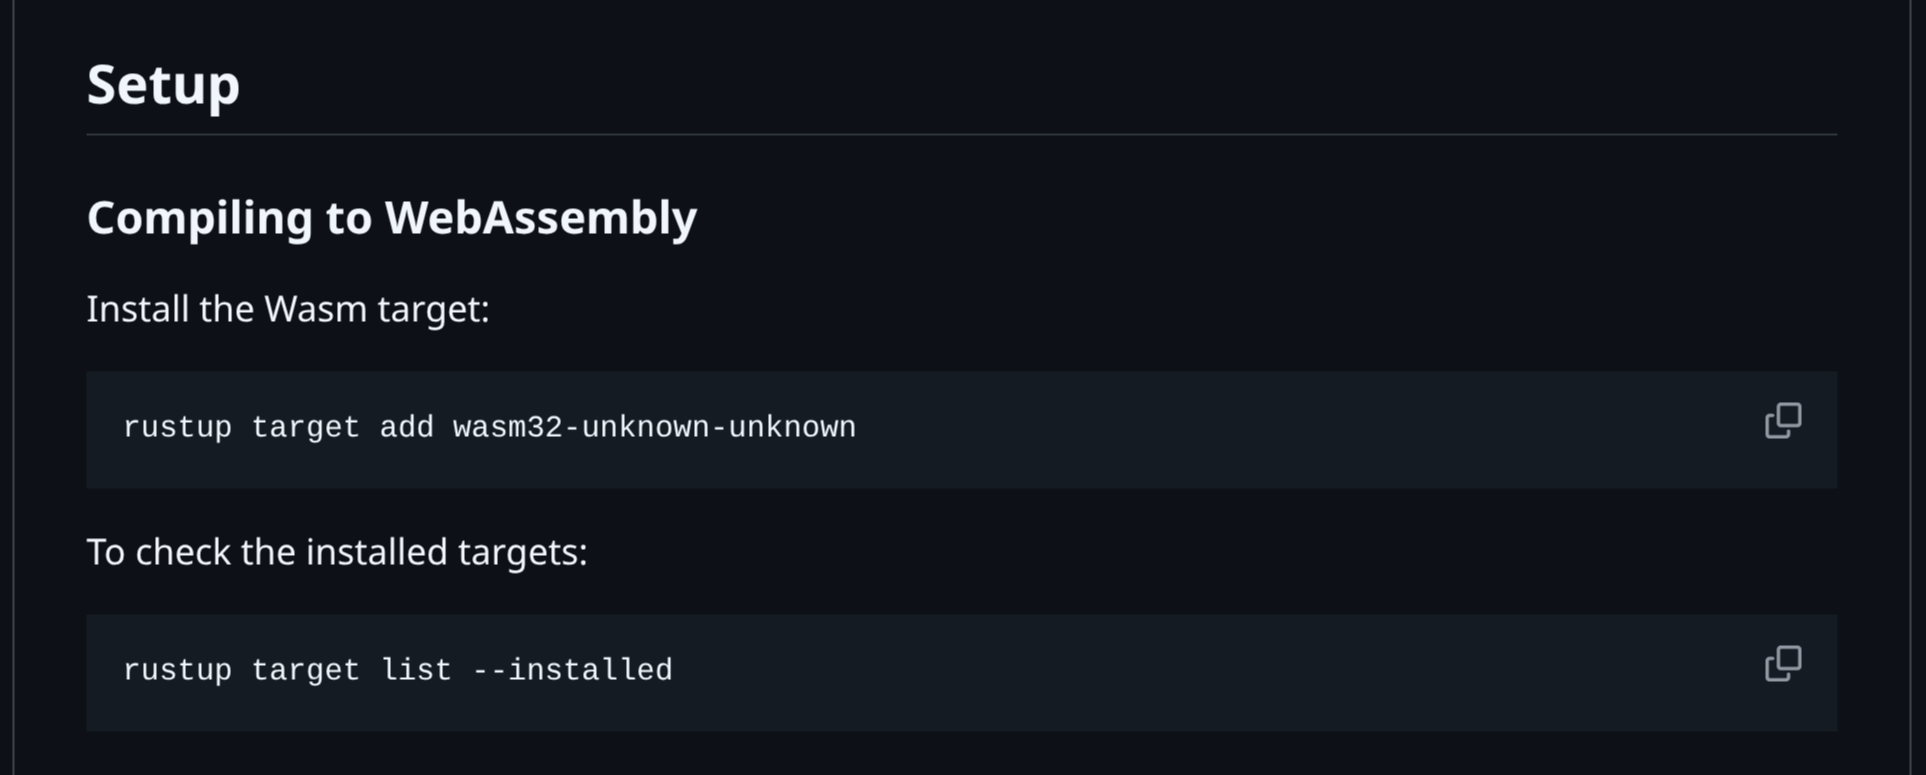 Setup
Compiling to WebAssembly
Install the Wasm target:
rustup target add wasm32-unknown-unknown
To check the installed targets:
rustup target list --installed